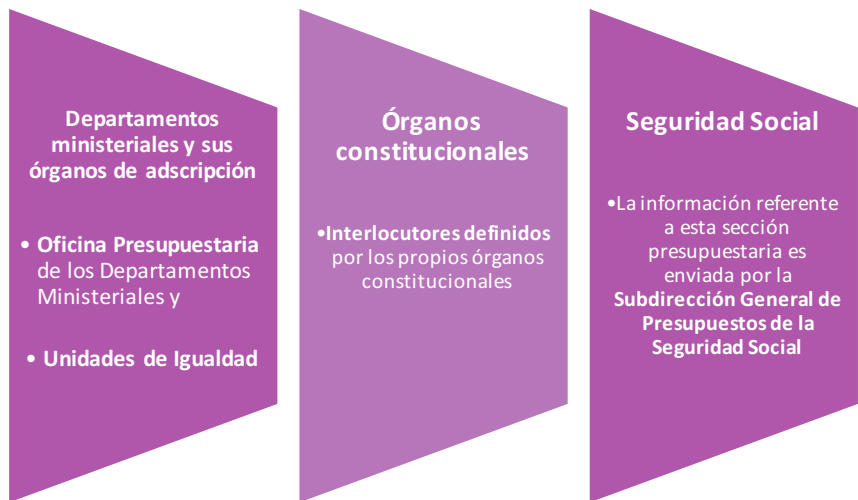 Departamentos
ministeriales y sus
órganos de adscripción
• Oficina Presupuestaria
de los Departamentos
Ministeriales y
• Unidades de Igualdad
Órganos
constitucionales
•Interlocutores definidos
por los propios órganos
constitucionales
Seguridad Social
•La información referente
a esta sección
presupuestaria es
enviada por la
Subdirección General de
Presupuestos de la
Seguridad Social